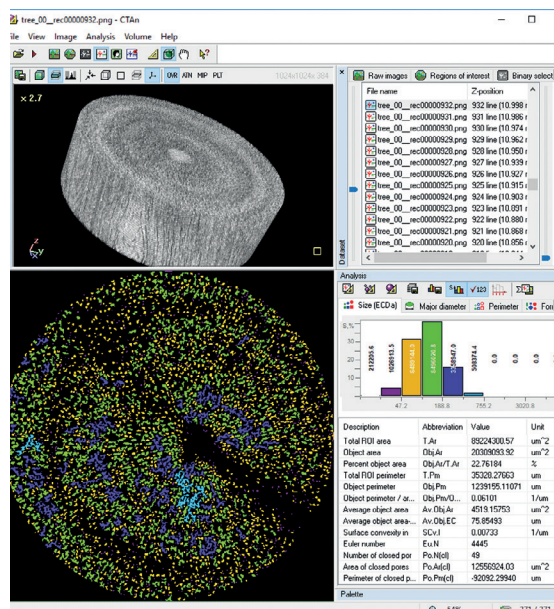 tree_00__rec00000932.png - CTAn
File View Image Analysis Volume Help
OVR ATN MIP PLT 1024x1024x384
× 2.7
z
y
Raw images Regions of interest Binary select
File name Z-position
tree_00__rec00000932.png 932 line (10.998
tree_00__rec00000931.png 931 line (10.986
tree_00__rec00000930.png 930 line (10.974
tree_00__rec00000929.png 929 line (10.962
tree_00__rec00000928.png 928 line (10.950
tree_00__rec00000927.png 927 line (10.939
tree_00__rec00000926.png 926 line (10.927
tree_00__rec00000925.png 925 line (10.915
tree_00__rec00000924.png 924 line (10.903
tree_00__rec00000923.png 923 line (10.891
tree_00__rec00000922.png 922 line (10.880
tree_00__rec00000921.png 921 line (10.868
tree_00__rec00000920.png 920 line (10.856
Dataset
Analysis
Size (ECDa) Major diameter Perimeter For
S,%
30
20
10
0
212205.6
508374.4
0.0
0.0
0.0
47.2 188.8 755.2 3020.8
Description Abbreviation Value Unit
Total ROI area T.Ar 89224300.57 um^2
Object area Obj.Ar 20309093.92 um^2
Percent object area Obj.Ar/T.Ar 22.76184 %
Total ROI perimeter T.Pm 35320.27663 um
Object perimeter Obj.Pm 1239155.11071 um
Object perimeter / ar... Obj.Pm/O... 0.06101 1/um
Average object area Av.Obj.Ar 4519.15753 um^2
Average object area-... Av.Obj.EC 75.85493 um
Surface convexity in SCv.I 0.00733 1/um
Euler number Eu.N 4445
Number of closed por Po.N(cl) 49
Area of closed pores Po.Ar(cl) 12556924.03 um^2
Perimeter of closed p... Po.Pm(cl) -92092.29940 um
Palette